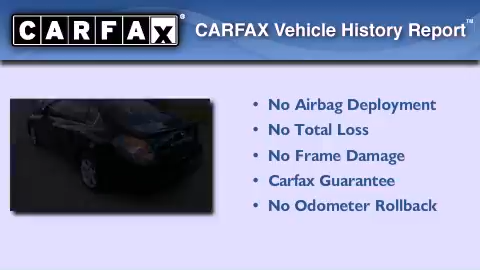 CARFAX® CARFAX Vehicle History Report™
• No Airbag Deployment
• No Total Loss
• No Frame Damage
• Carfax Guarantee
• No Odometer Rollback